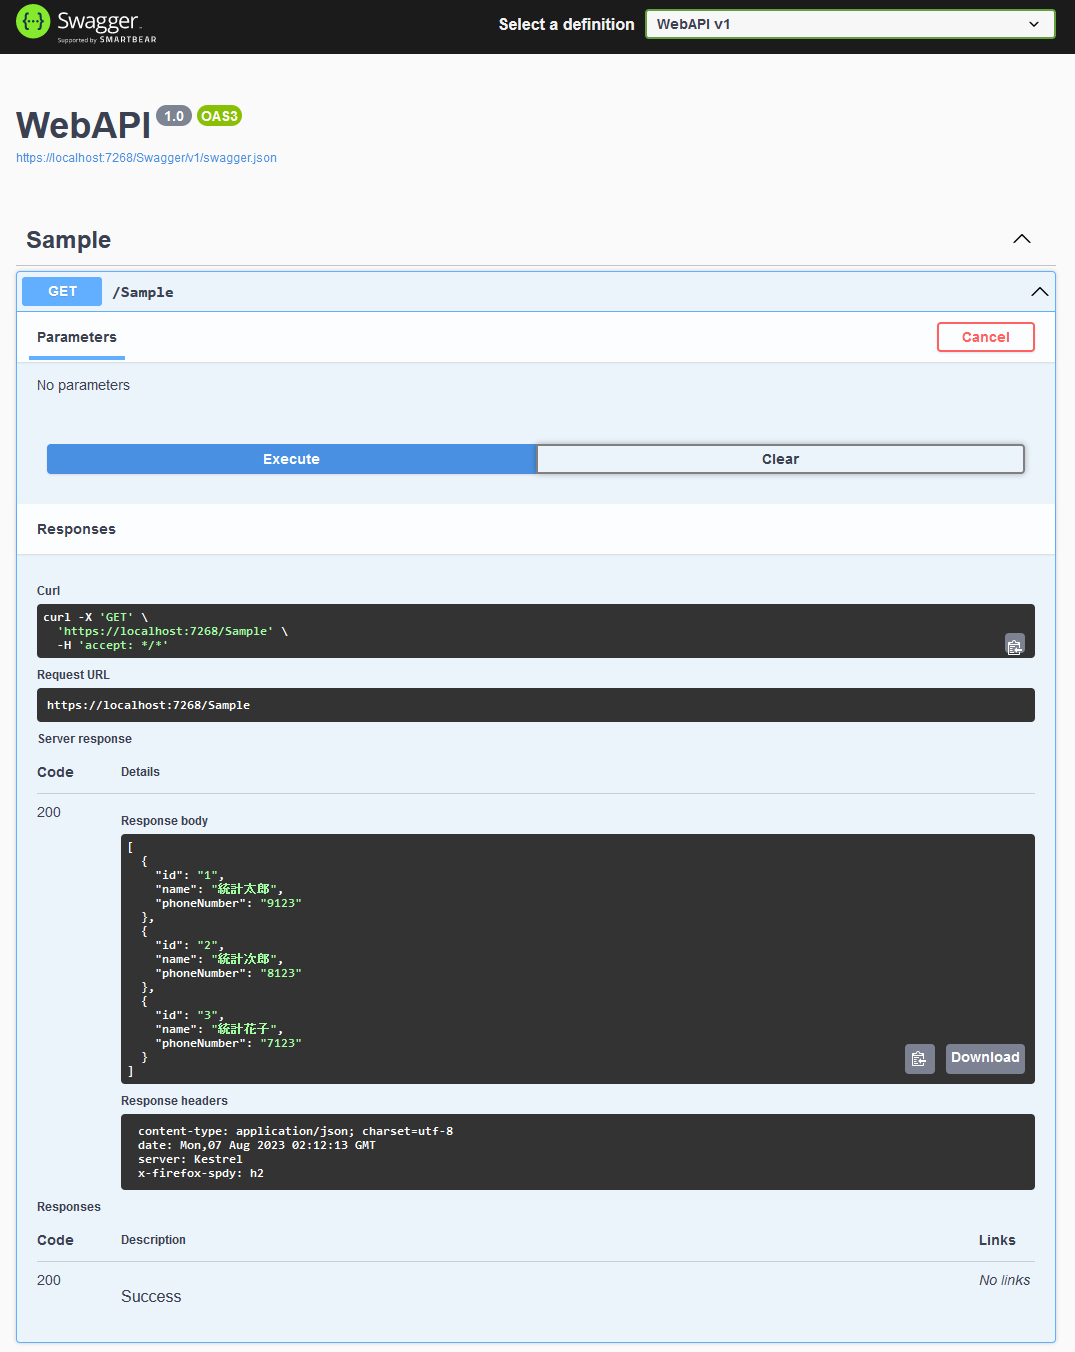 Swagger.
Supported by SMARTBEAR
Select a definition
WebAPI v1
WebAPI 1.0 OAS3
https://localhost:7268/Swagger/v1/swagger.json
Sample
GET /Sample
Parameters
Cancel
No parameters
Execute
Clear
Responses
Curl
curl -X 'GET' \
  'https://localhost:7268/Sample' \
  -H 'accept: */*'
Request URL
https://localhost:7268/Sample
Server response
Code Details
200
Response body
[
  {
    "id": "1",
    "name": "統計太郎",
    "phoneNumber": "9123"
  },
  {
    "id": "2",
    "name": "統計次郎",
    "phoneNumber": "8123"
  },
  {
    "id": "3",
    "name": "統計花子",
    "phoneNumber": "7123"
  }
]
Download
Response headers
content-type: application/json; charset=utf-8
date: Mon,07 Aug 2023 02:12:13 GMT
server: Kestrel
x-firefox-spdy: h2
Responses
Code Description Links
200
Success
No links